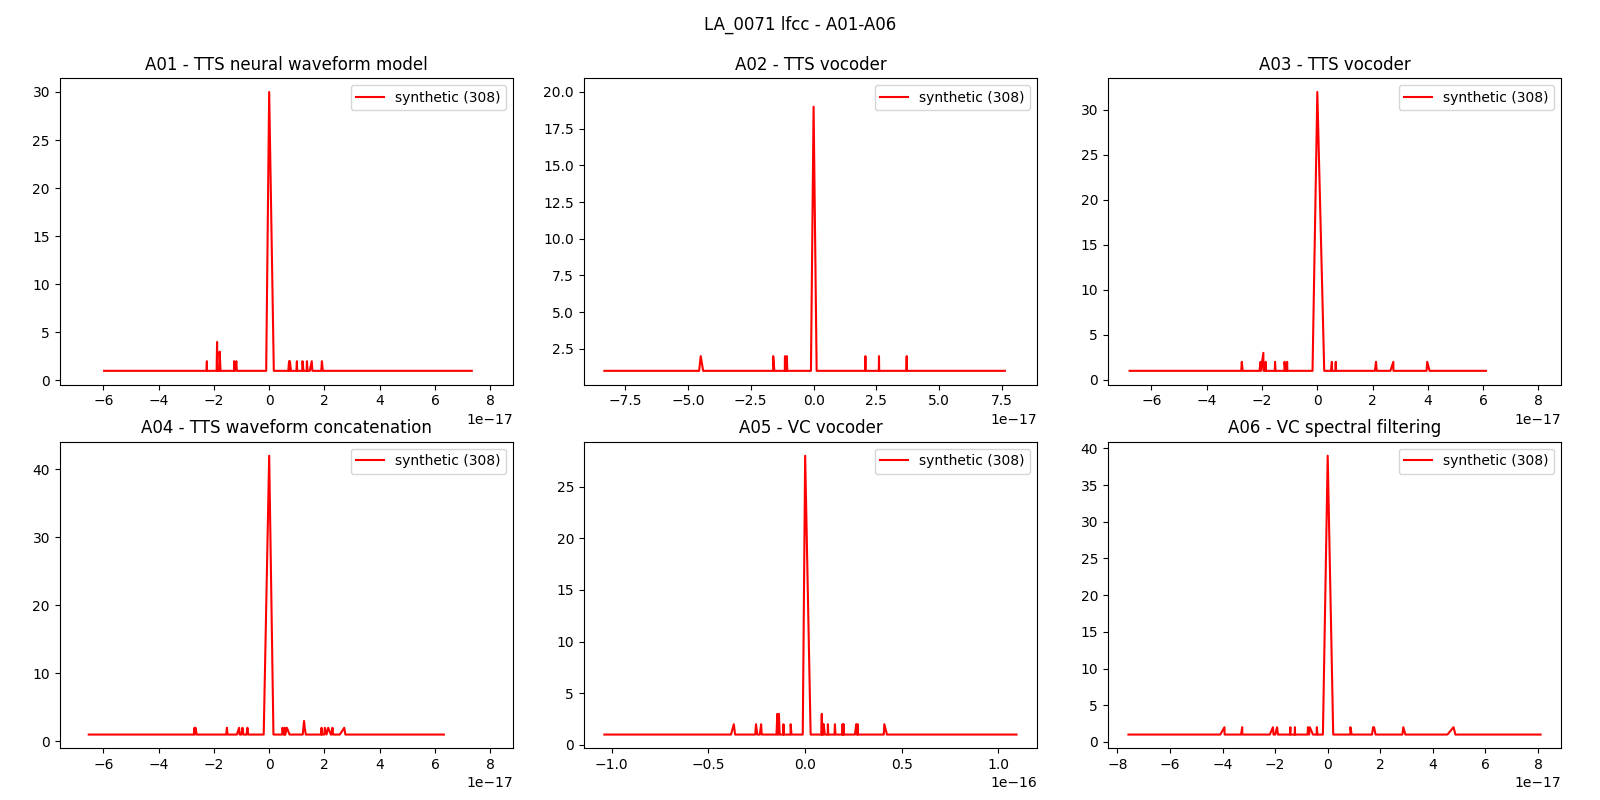 LA_0071 lfcc - A01-A06
A01 - TTS neural waveform model
synthetic (308)
30
25
20
15
10
5
0
−6 −4 −2 0 2 4 6 8
1e−17
A02 - TTS vocoder
synthetic (308)
20.0
17.5
15.0
12.5
10.0
7.5
5.0
2.5
−7.5 −5.0 −2.5 0.0 2.5 5.0 7.5
1e−17
A03 - TTS vocoder
synthetic (308)
30
25
20
15
10
5
0
−6 −4 −2 0 2 4 6 8
1e−17
A04 - TTS waveform concatenation
synthetic (308)
40
30
20
10
0
−6 −4 −2 0 2 4 6 8
1e−17
A05 - VC vocoder
synthetic (308)
25
20
15
10
5
0
−1.0 −0.5 0.0 0.5 1.0
1e−16
A06 - VC spectral filtering
synthetic (308)
40
35
30
25
20
15
10
5
0
−8 −6 −4 −2 0 2 4 6 8
1e−17